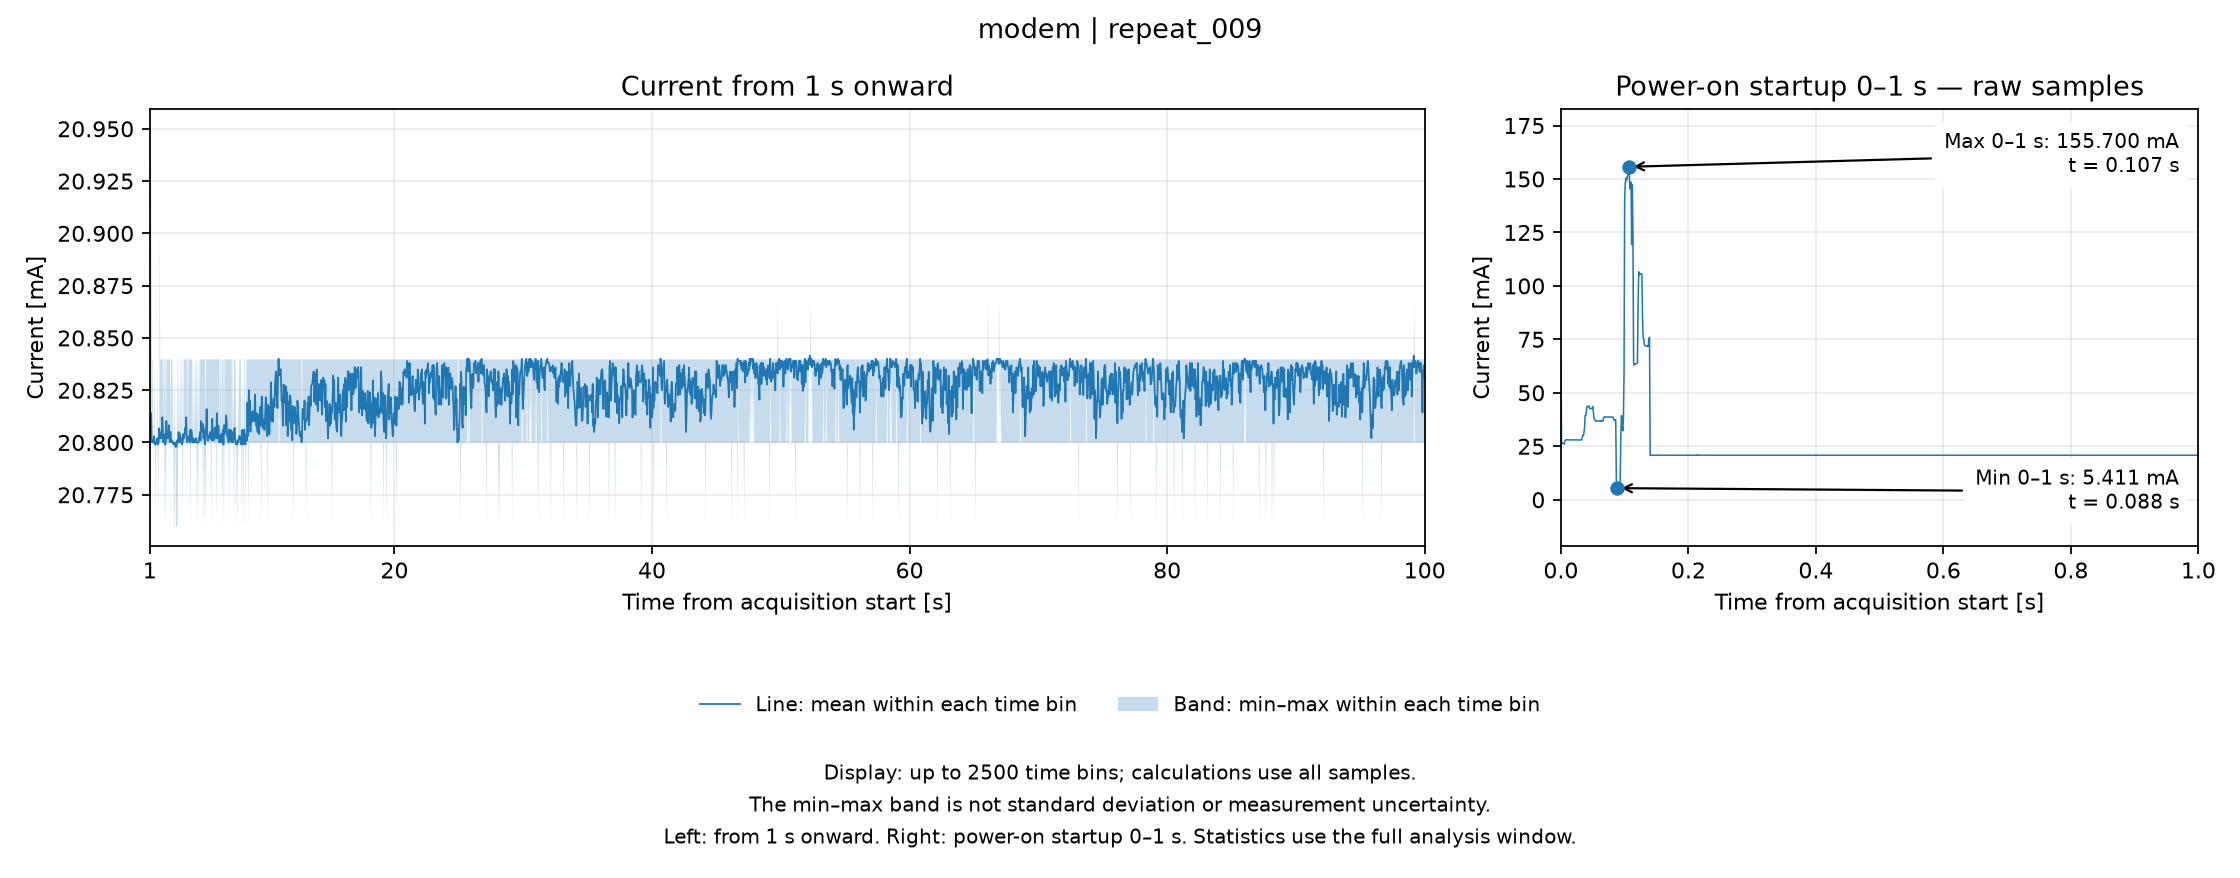 modem | repeat_009
Current from 1 s onward
Current [mA]
20.950
20.925
20.900
20.875
20.850
20.825
20.800
20.775
1
20
40
60
80
100
Time from acquisition start [s]
Power-on startup 0–1 s — raw samples
Current [mA]
175
150
125
100
75
50
25
0
Max 0–1 s: 155.700 mA
t = 0.107 s
Min 0–1 s: 5.411 mA
t = 0.088 s
0.0
0.2
0.4
0.6
0.8
1.0
Time from acquisition start [s]
Line: mean within each time bin
Band: min–max within each time bin
Display: up to 2500 time bins; calculations use all samples.
The min–max band is not standard deviation or measurement uncertainty.
Left: from 1 s onward. Right: power-on startup 0–1 s. Statistics use the full analysis window.